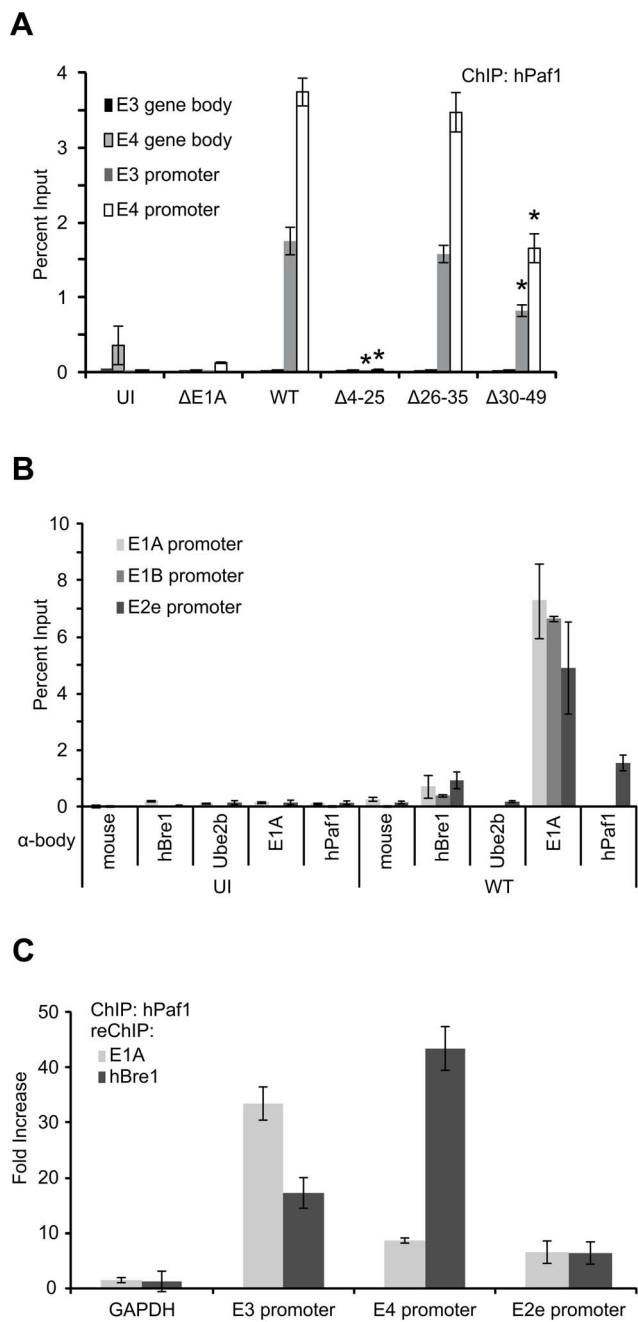 A
ChIP: hPaf1
E3 gene body
E4 gene body
E3 promoter
E4 promoter
Percent Input
4
3
2
1
0
* * * *
UI ΔE1A WT Δ4-25 Δ26-35 Δ30-49
B
E1A promoter
E1B promoter
E2e promoter
Percent Input
10
8
6
4
2
0
α-body
mouse hBre1 Ube2b E1A hPaf1 mouse hBre1 Ube2b E1A hPaf1
UI WT
C
ChIP: hPaf1
reChIP:
E1A
hBre1
Fold Increase
50
40
30
20
10
0
GAPDH E3 promoter E4 promoter E2e promoter